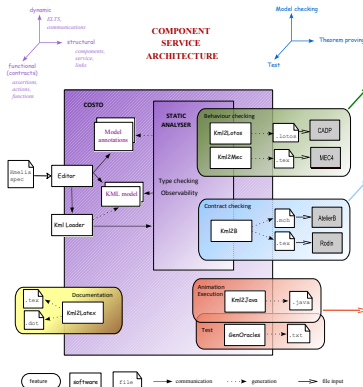 dynamic
ELTS,
communications
structural
components,
service,
links
functional
(contracts)
assertions,
actions,
functions
COMPONENT
SERVICE
ARCHITECTURE
Model checking
Theorem proving
Test
COSTO
STATIC
ANALYSER
Model
annotations
Kmelia
spec
Editor
KML model
Type checking
Observability
Kml Loader
Behaviour checking
Kml2Lotos
.lotos
CADP
Kml2Mec
.tex
MEC4
Contract checking
Kml2B
.mch
AtelierB
.tex
Rodin
Documentation
.tex
Kml2Latex
.dot
Animation
Execution
Kml2Java
.java
Test
GenOracles
.txt
feature
software
file
communication
generation
file input